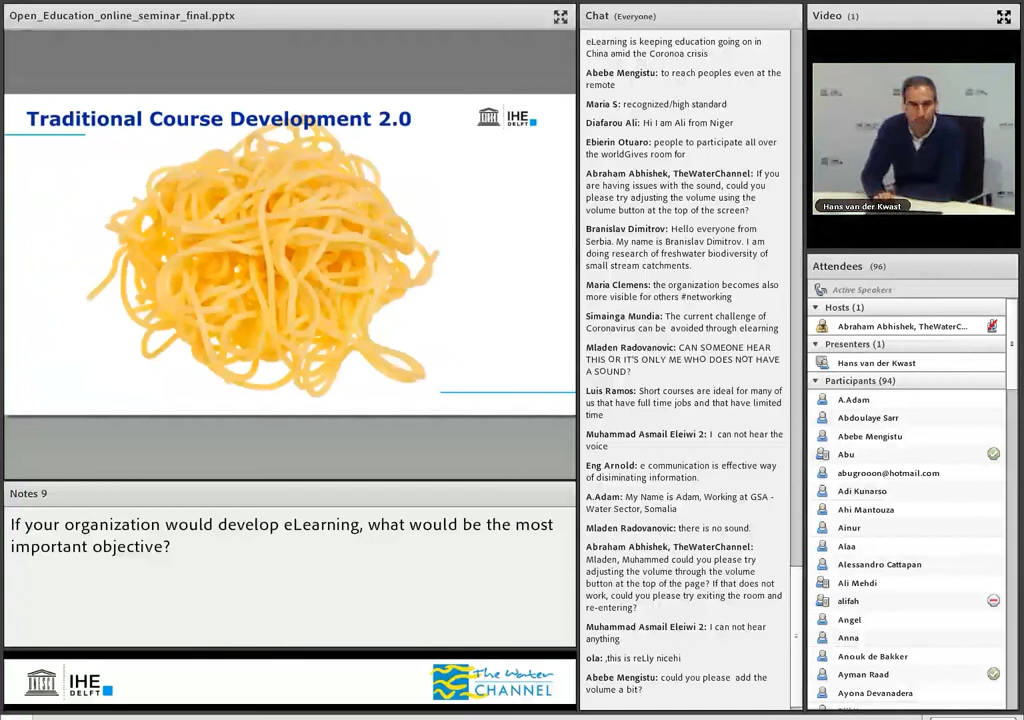 Open_Education_online_seminar_final.pptx
Traditional Course Development 2.0
IHE
DELFT
Notes 9
If your organization would develop eLearning, what would be the most
important objective?
IHE
DELFT
The Water
CHANNEL
Chat (Everyone)
eLearning is keeping education going on in
China amid the Coronoa crisis
Abebe Mengistu: to reach peoples even at the
remote
Maria S: recognized/high standard
Diafarou Ali: Hi I am Ali from Niger
Ebierin Otuaro: people to participate all over
the worldGives room for
Abraham Abhishek, TheWaterChannel: If you
are having issues with the sound, could you
please try adjusting the volume using the
volume button at the top of the screen?
Branislav Dimitrov: Hello everyone from
Serbia. My name is Branislav Dimitrov. I am
doing research of freshwater biodiversity of
small stream catchments.
Maria Clemens: the organization becomes also
more visible for others #networking
Simainga Mundia: The current challenge of
Coronavirus can be avoided through elearning
Mladen Radovanovic: CAN SOMEONE HEAR
THIS OR IT'S ONLY ME WHO DOES NOT HAVE
A SOUND?
Luis Ramos: Short courses are ideal for many of
us that have full time jobs and that have limited
time
Muhammad Asmail Eleiwi 2: I can not hear the
voice
Eng Arnold: e communication is effective way
of disiminating information.
A.Adam: My Name is Adam, Working at GSA -
Water Sector, Somalia
Mladen Radovanovic: there is no sound.
Abraham Abhishek, TheWaterChannel:
Mladen, Muhammed could you please try
adjusting the volume through the volume
button at the top of the page? If that does not
work, could you please try exiting the room and
re-entering?
Muhammad Asmail Eleiwi 2: I can not hear
anything
ola: ,this is reLly nicehi
Abebe Mengistu: could you please add the
volume a bit?
Video (1)
Hans van der Kwast
Attendees (96)
Active Speakers
Hosts (1)
Abraham Abhishek, TheWaterC...
Presenters (1)
Hans van der Kwast
Participants (94)
A.Adam
Abdoulaye Sarr
Abebe Mengistu
Abu
abugrooon@hotmail.com
Adi Kunarso
Ahi Mantouza
Ainur
Alaa
Alessandro Cattapan
Ali Mehdi
alifah
Angel
Anna
Anouk de Bakker
Ayman Raad
Ayona Devanadera